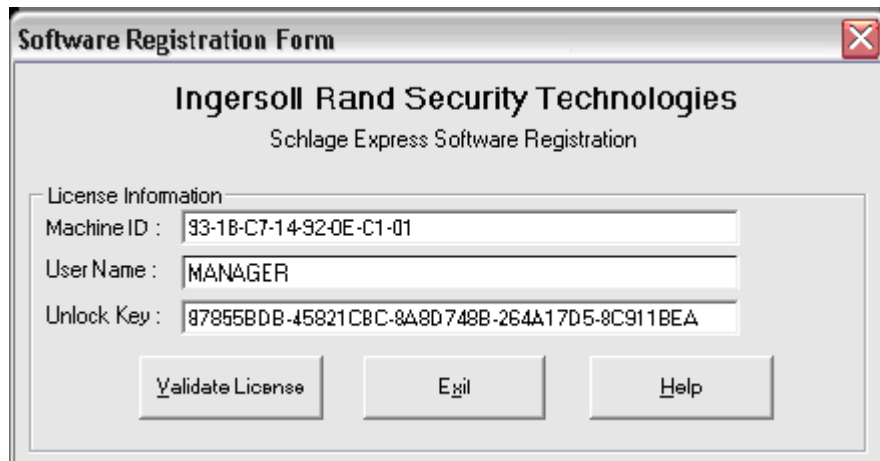 Software Registration Form
Ingersoll Rand Security Technologies
Schlage Express Software Registration
License Information
Machine ID : 93-1B-C7-14-92-0E-C1-01
User Name : MANAGER
Unlock Key : 87855BDB-45821CBC-8A8D748B-264A17D5-8C911BEA
Validate License Exit Help